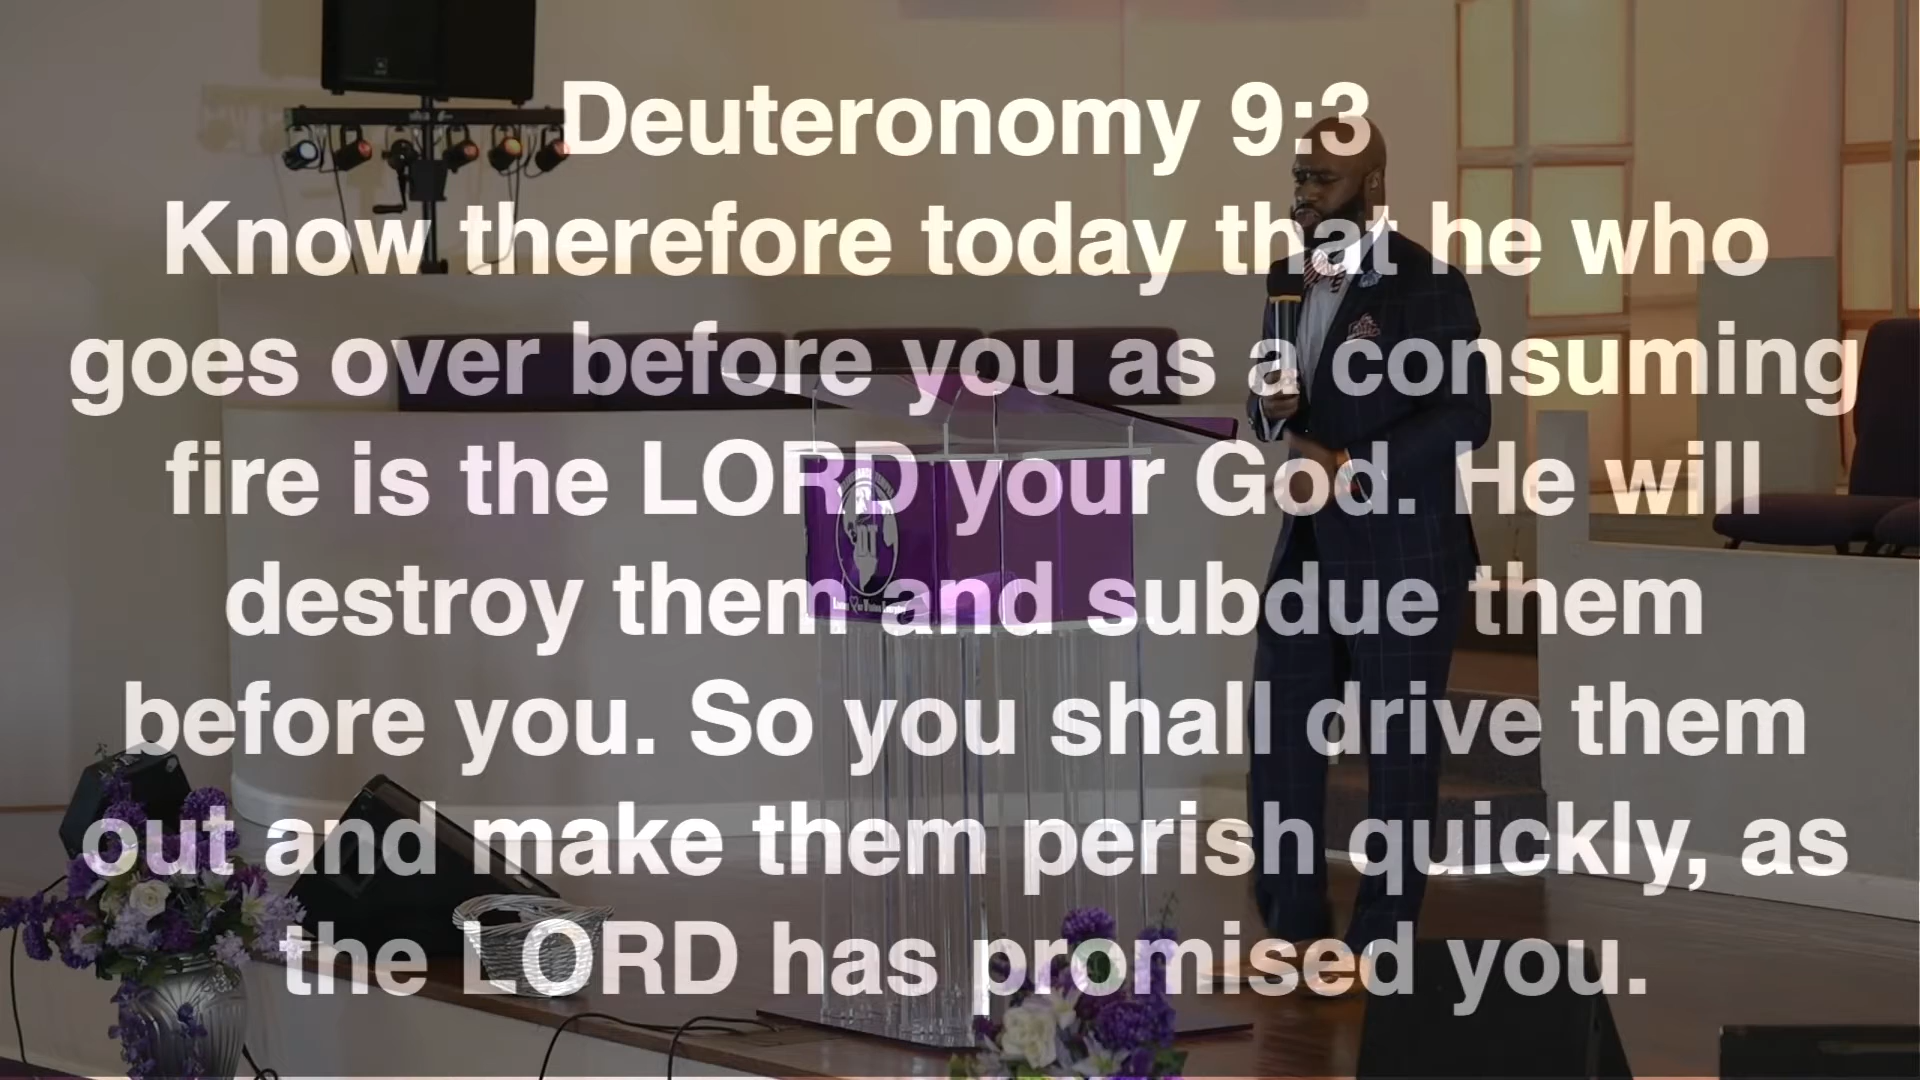 Deuteronomy 9:3
Know therefore today that he who
goes over before you as a consuming
fire is the LORD your God. He will
destroy them and subdue them
before you. So you shall drive them
out and make them perish quickly, as
the LORD has promised you.
DT